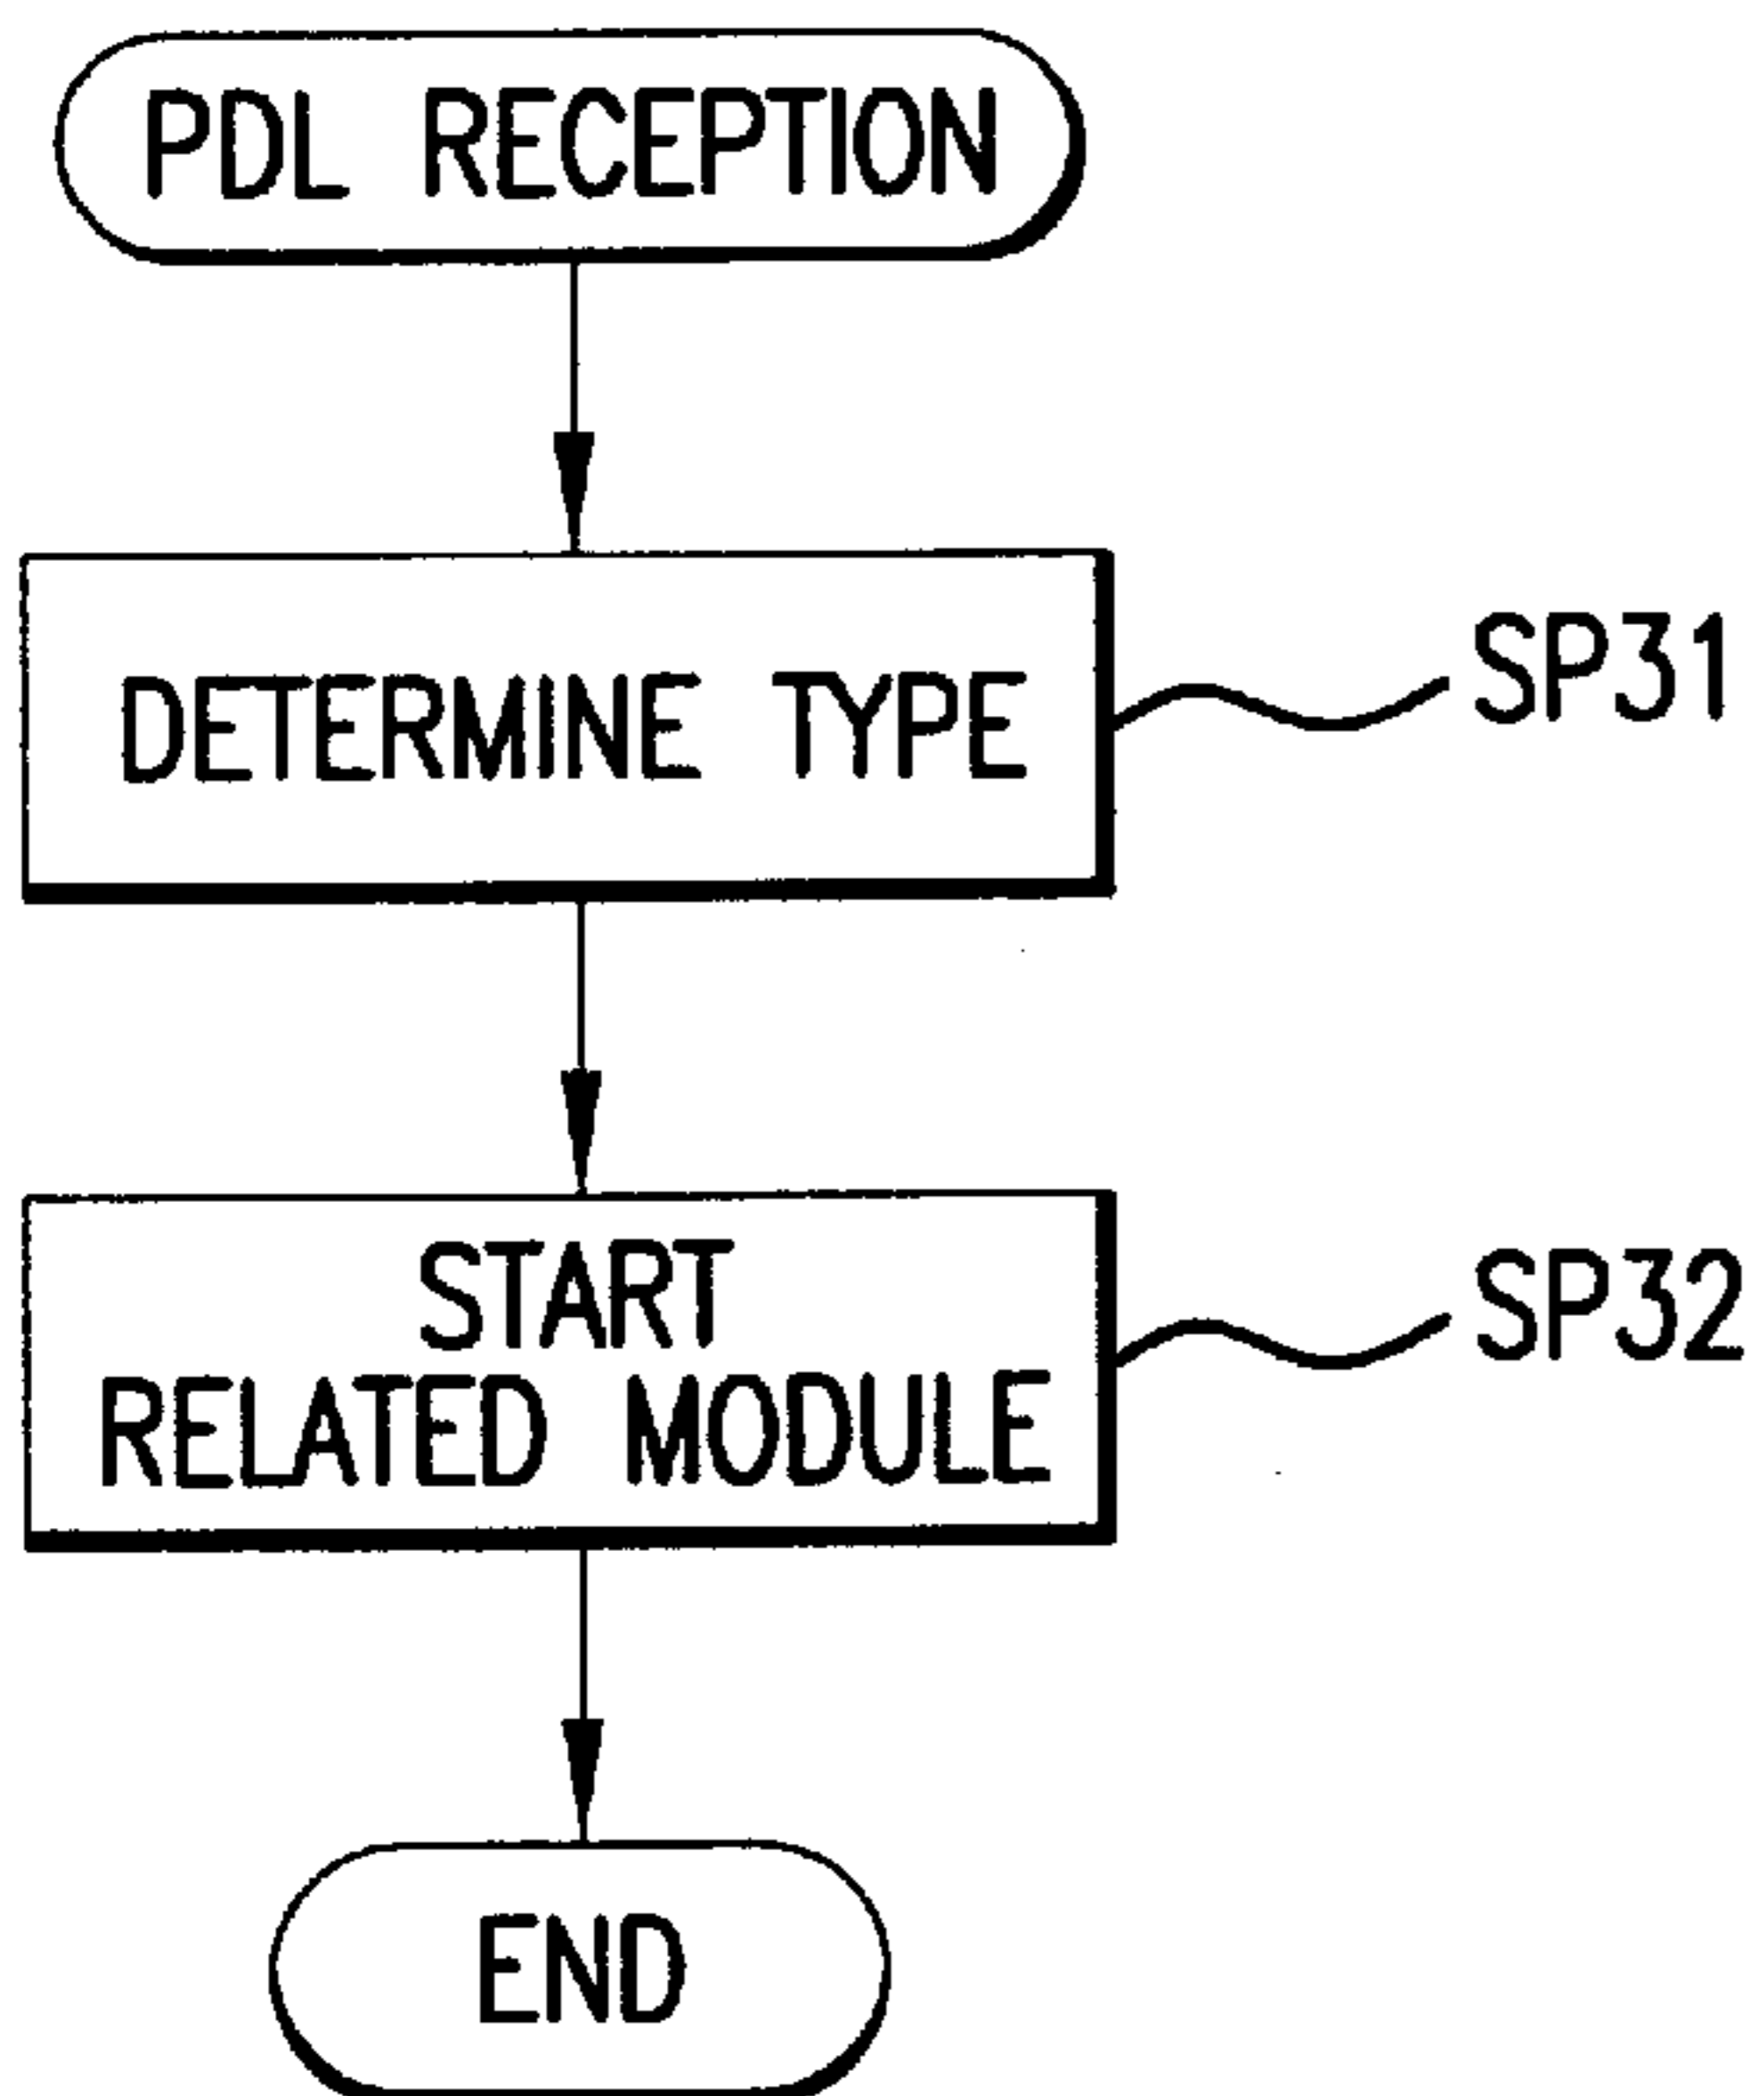 PDL RECEPTION
DETERMINE TYPE
SP31
START
RELATED MODULE
SP32
END